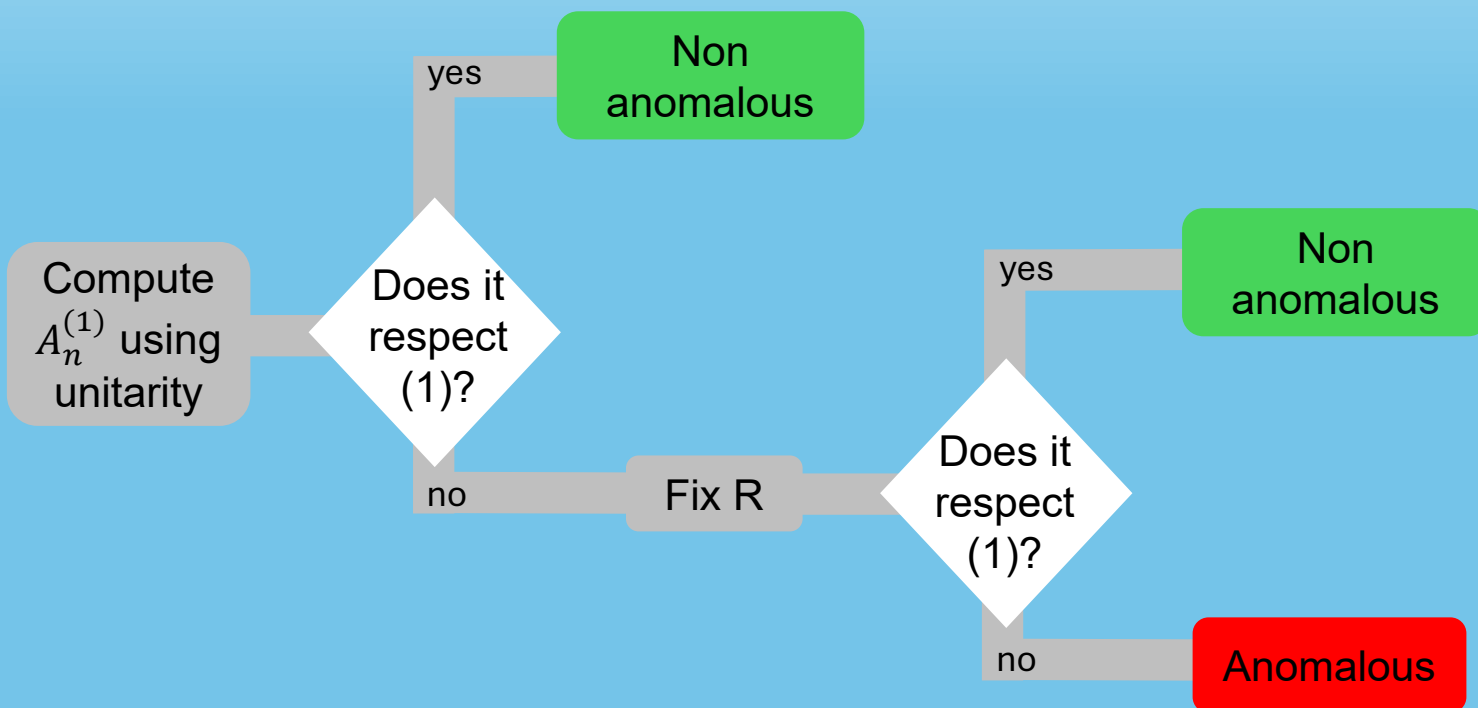 yes
Non
anomalous
Compute
$A_n^{(1)}$ using
unitarity
Does it
respect
(1)?
no
Fix R
Does it
respect
(1)?
yes
Non
anomalous
no
Anomalous